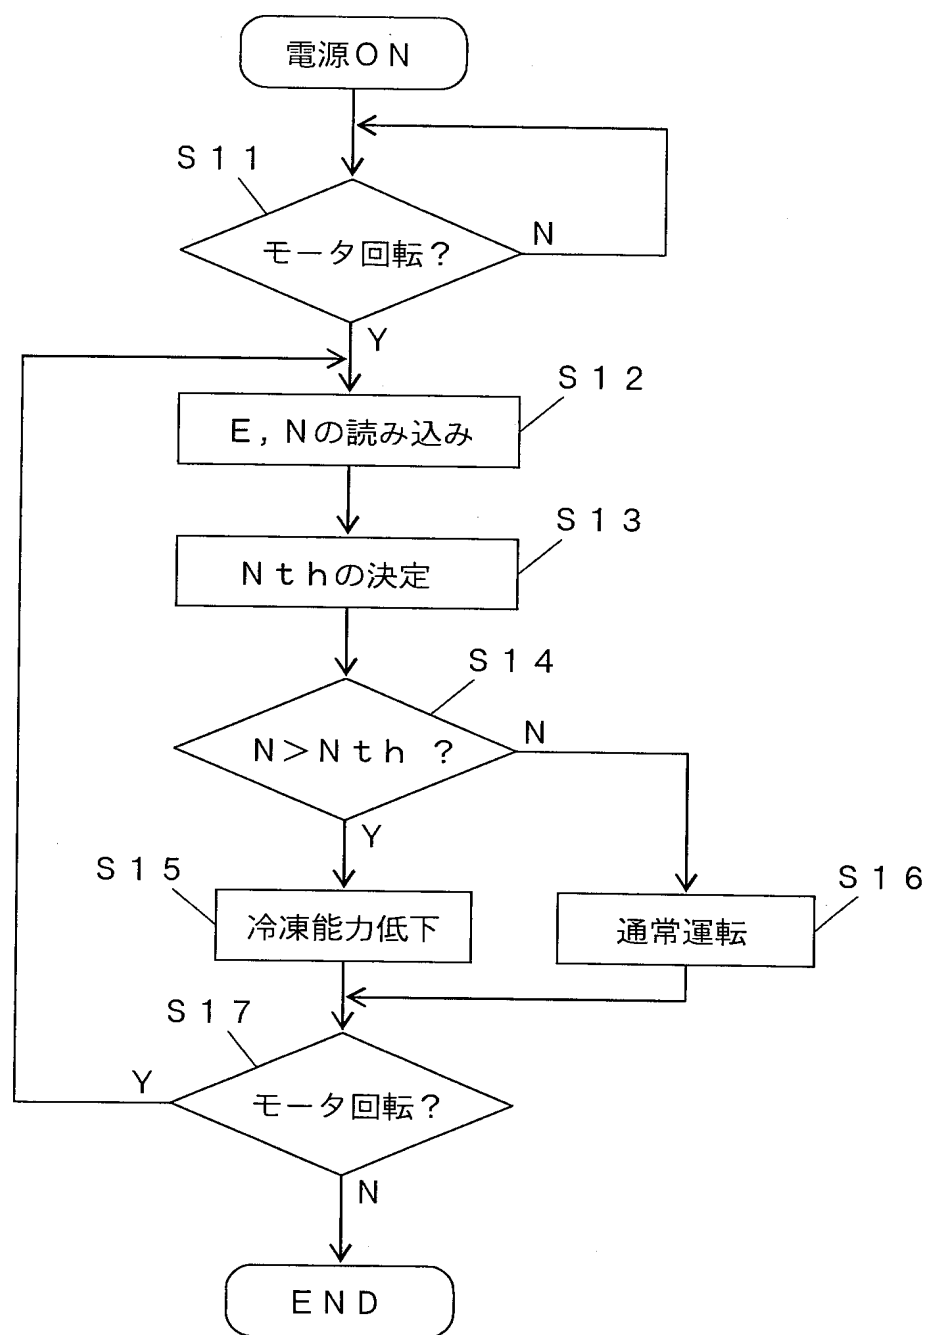 電源ON
S11
モータ回転?
N
Y
S12
E,Nの読み込み
S13
Nthの決定
S14
N>Nth ?
N
Y
S15
冷凍能力低下
S16
通常運転
S17
Y
モータ回転?
N
END